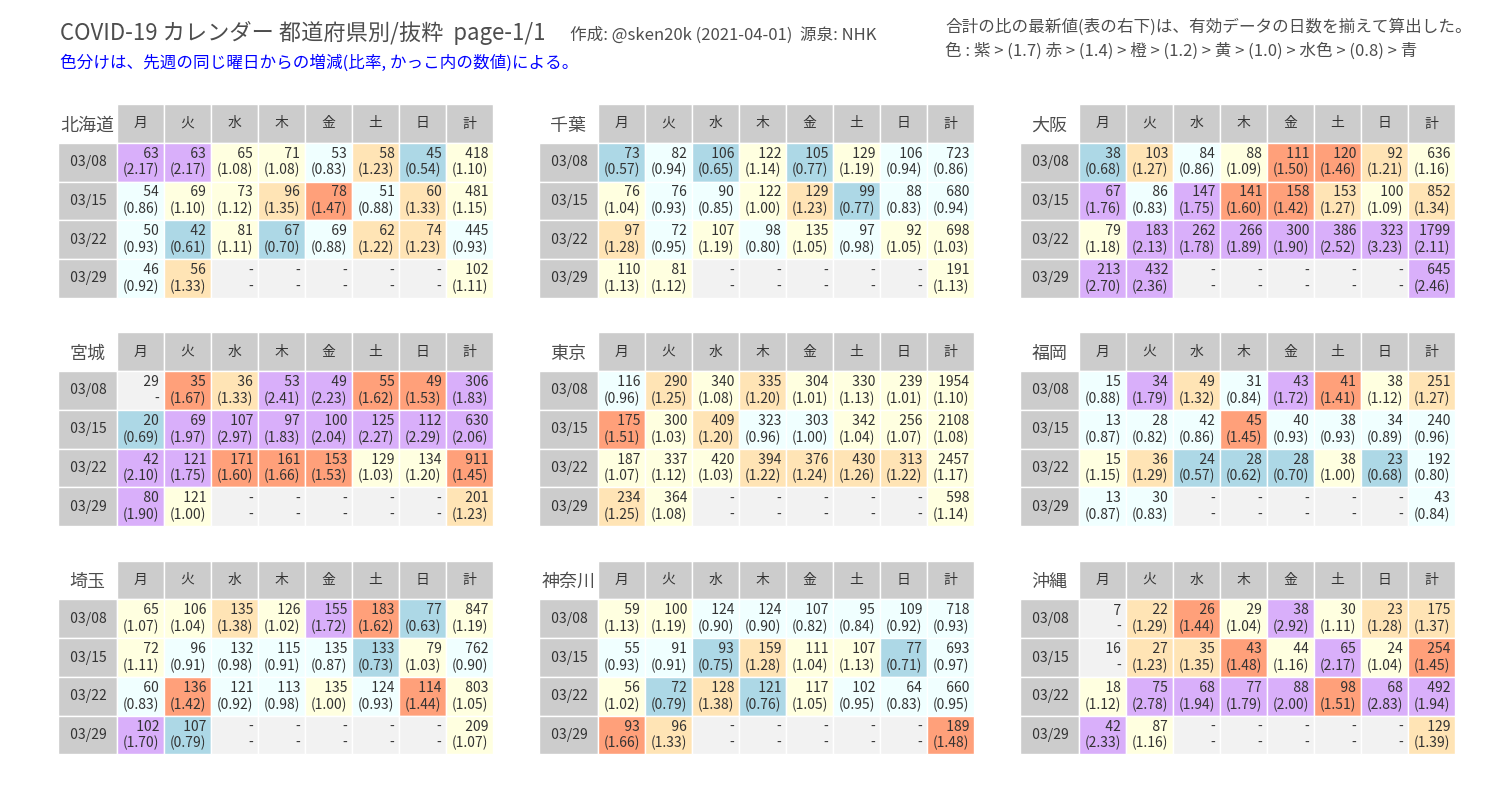 COVID-19 カレンダー 都道府県別/抜粋 page-1/1 作成: @sken20k (2021-04-01) 源泉: NHK
合計の比の最新値(表の右下)は、有効データの日数を揃えて算出した。
色 : 紫 > (1.7) 赤 > (1.4) > 橙 > (1.2) > 黄 > (1.0) > 水色 > (0.8) > 青
色分けは、先週の同じ曜日からの増減(比率, かっこ内の数値)による。
北海道 月 火 水 木 金 土 日 計
03/08 63 63 65 71 53 58 45 418
(2.17) (2.17) (1.08) (1.08) (0.83) (1.23) (0.54) (1.10)
03/15 54 69 73 96 78 51 60 481
(0.86) (1.10) (1.12) (1.35) (1.47) (0.88) (1.33) (1.15)
03/22 50 42 81 67 69 62 74 445
(0.93) (0.61) (1.11) (0.70) (0.88) (1.22) (1.23) (0.93)
03/29 46 56 - - - - - 102
(0.92) (1.33) - - - - - (1.11)
千葉 月 火 水 木 金 土 日 計
03/08 73 82 106 122 105 129 106 723
(0.57) (0.94) (0.65) (1.14) (0.77) (1.19) (0.94) (0.86)
03/15 76 76 90 122 129 99 88 680
(1.04) (0.93) (0.85) (1.00) (1.23) (0.77) (0.83) (0.94)
03/22 97 72 107 98 135 97 92 698
(1.28) (0.95) (1.19) (0.80) (1.05) (0.98) (1.05) (1.03)
03/29 110 81 - - - - - 191
(1.13) (1.12) - - - - - (1.13)
大阪 月 火 水 木 金 土 日 計
03/08 38 103 84 88 111 120 92 636
(0.68) (1.27) (0.86) (1.09) (1.50) (1.46) (1.21) (1.16)
03/15 67 86 147 141 158 153 100 852
(1.76) (0.83) (1.75) (1.60) (1.42) (1.27) (1.09) (1.34)
03/22 79 183 262 266 300 386 323 1799
(1.18) (2.13) (1.78) (1.89) (1.90) (2.52) (3.23) (2.11)
03/29 213 432 - - - - - 645
(2.70) (2.36) - - - - - (2.46)
宮城 月 火 水 木 金 土 日 計
03/08 29 35 36 53 49 55 49 306
- (1.67) (1.33) (2.41) (2.23) (1.62) (1.53) (1.83)
03/15 20 69 107 97 100 125 112 630
(0.69) (1.97) (2.97) (1.83) (2.04) (2.27) (2.29) (2.06)
03/22 42 121 171 161 153 129 134 911
(2.10) (1.75) (1.60) (1.66) (1.53) (1.03) (1.20) (1.45)
03/29 80 121 - - - - - 201
(1.90) (1.00) - - - - - (1.23)
東京 月 火 水 木 金 土 日 計
03/08 116 290 340 335 304 330 239 1954
(0.96) (1.25) (1.08) (1.20) (1.01) (1.13) (1.01) (1.10)
03/15 175 300 409 323 303 342 256 2108
(1.51) (1.03) (1.20) (0.96) (1.00) (1.04) (1.07) (1.08)
03/22 187 337 420 394 376 430 313 2457
(1.07) (1.12) (1.03) (1.22) (1.24) (1.26) (1.22) (1.17)
03/29 234 364 - - - - - 598
(1.25) (1.08) - - - - - (1.14)
福岡 月 火 水 木 金 土 日 計
03/08 15 34 49 31 43 41 38 251
(0.88) (1.79) (1.32) (0.84) (1.72) (1.41) (1.12) (1.27)
03/15 13 28 42 45 40 38 34 240
(0.87) (0.82) (0.86) (1.45) (0.93) (0.93) (0.89) (0.96)
03/22 15 36 24 28 28 38 23 192
(1.15) (1.29) (0.57) (0.62) (0.70) (1.00) (0.68) (0.80)
03/29 13 30 - - - - - 43
(0.87) (0.83) - - - - - (0.84)
埼玉 月 火 水 木 金 土 日 計
03/08 65 106 135 126 155 183 77 847
(1.07) (1.04) (1.38) (1.02) (1.72) (1.62) (0.63) (1.19)
03/15 72 96 132 115 135 133 79 762
(1.11) (0.91) (0.98) (0.91) (0.87) (0.73) (1.03) (0.90)
03/22 60 136 121 113 135 124 114 803
(0.83) (1.42) (0.92) (0.98) (1.00) (0.93) (1.44) (1.05)
03/29 102 107 - - - - - 209
(1.70) (0.79) - - - - - (1.07)
神奈川 月 火 水 木 金 土 日 計
03/08 59 100 124 124 107 95 109 718
(1.13) (1.19) (0.90) (0.90) (0.82) (0.84) (0.92) (0.93)
03/15 55 91 93 159 111 107 77 693
(0.93) (0.91) (0.75) (1.28) (1.04) (1.13) (0.71) (0.97)
03/22 56 72 128 121 117 102 64 660
(1.02) (0.79) (1.38) (0.76) (1.05) (0.95) (0.83) (0.95)
03/29 93 96 - - - - - 189
(1.66) (1.33) - - - - - (1.48)
沖縄 月 火 水 木 金 土 日 計
03/08 7 22 26 29 38 30 23 175
- (1.29) (1.44) (1.04) (2.92) (1.11) (1.28) (1.37)
03/15 16 27 35 43 44 65 24 254
- (1.23) (1.35) (1.48) (1.16) (2.17) (1.04) (1.45)
03/22 18 75 68 77 88 98 68 492
(1.12) (2.78) (1.94) (1.79) (2.00) (1.51) (2.83) (1.94)
03/29 42 87 - - - - - 129
(2.33) (1.16) - - - - - (1.39)